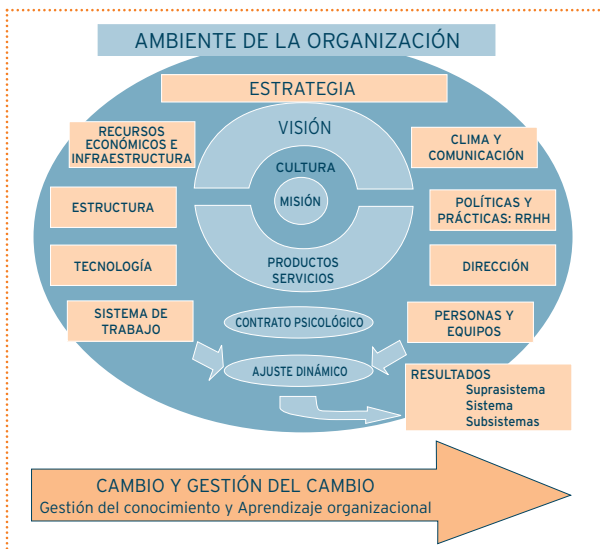 AMBIENTE DE LA ORGANIZACIÓN
ESTRATEGIA
VISIÓN
RECURSOS
ECONÓMICOS E
INFRAESTRUCTURA
CLIMA Y
COMUNICACIÓN
CULTURA
MISIÓN
ESTRUCTURA
POLÍTICAS Y
PRÁCTICAS: RRHH
TECNOLOGÍA
PRODUCTOS
SERVICIOS
DIRECCIÓN
SISTEMA DE
TRABAJO
CONTRATO PSICOLÓGICO
PERSONAS Y
EQUIPOS
AJUSTE DINÁMICO
RESULTADOS
Suprasistema
Sistema
Subsistemas
CAMBIO Y GESTIÓN DEL CAMBIO
Gestión del conocimiento y Aprendizaje organizacional